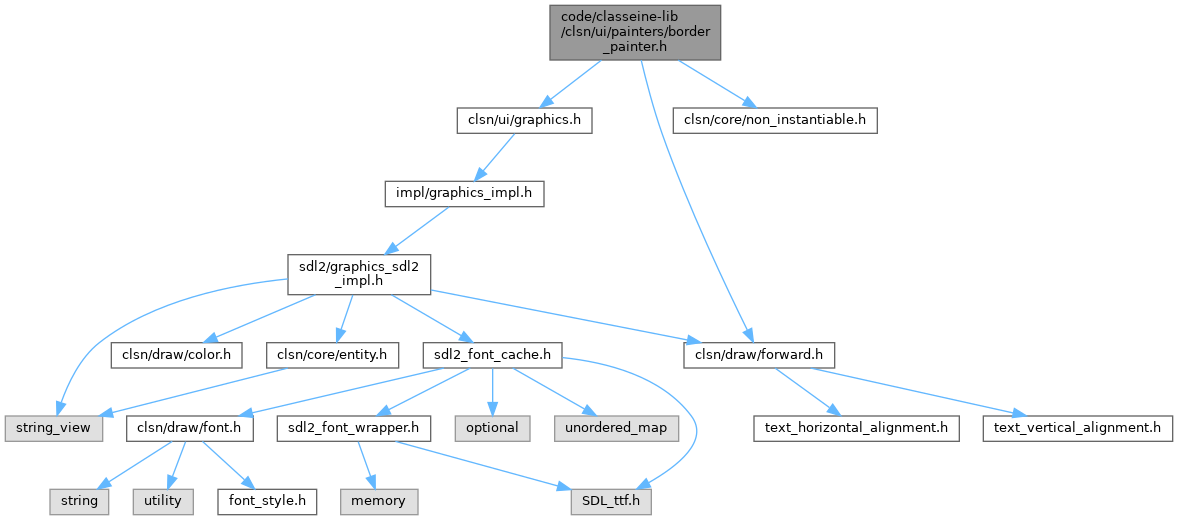 code/classeine-lib
/clsn/ui/painters/border
_painter.h
clsn/ui/graphics.h
clsn/core/non_instantiable.h
impl/graphics_impl.h
sdl2/graphics_sdl2
_impl.h
clsn/draw/color.h
clsn/core/entity.h
sdl2_font_cache.h
clsn/draw/forward.h
string_view
clsn/draw/font.h
sdl2_font_wrapper.h
optional
unordered_map
text_horizontal_alignment.h
text_vertical_alignment.h
string
utility
font_style.h
memory
SDL_ttf.h